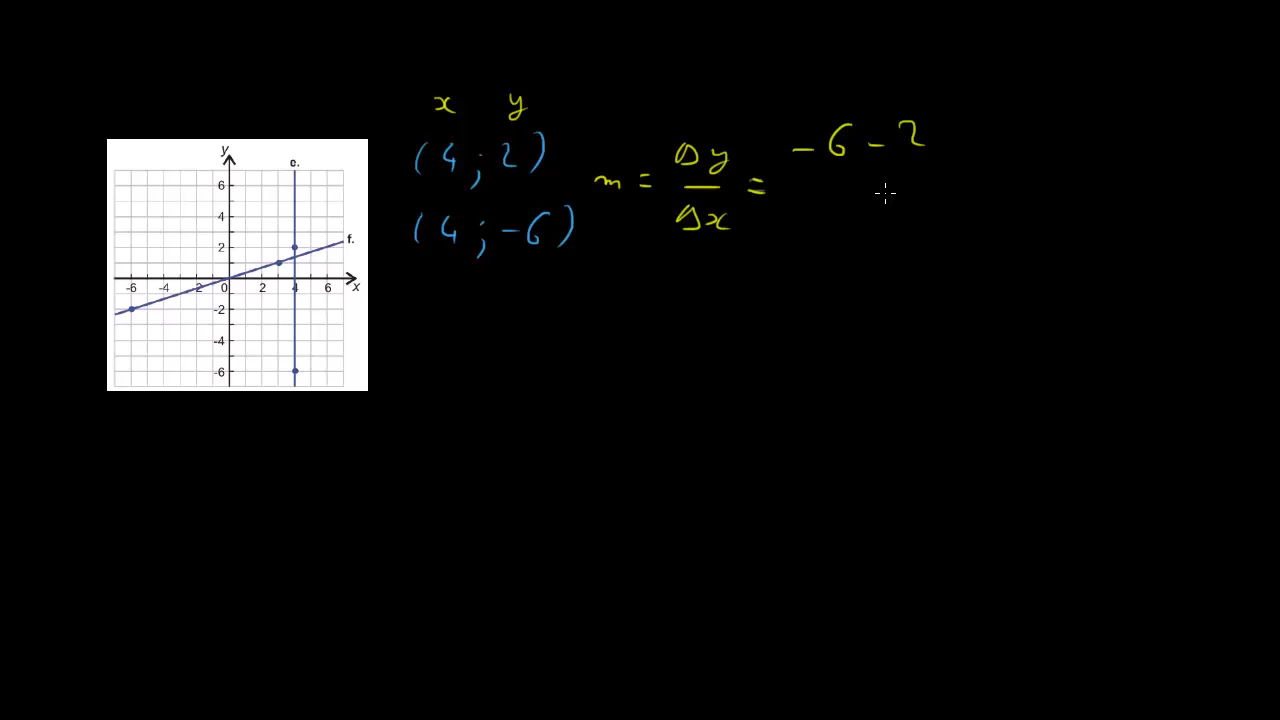 x y
(4 ; 2)
(4 ; -6)
m = Δy / Δx = -6 - 2
y
e.
6
4
2
f.
-6 -4 -2 0 2 4 6 x
-2
-4
-6